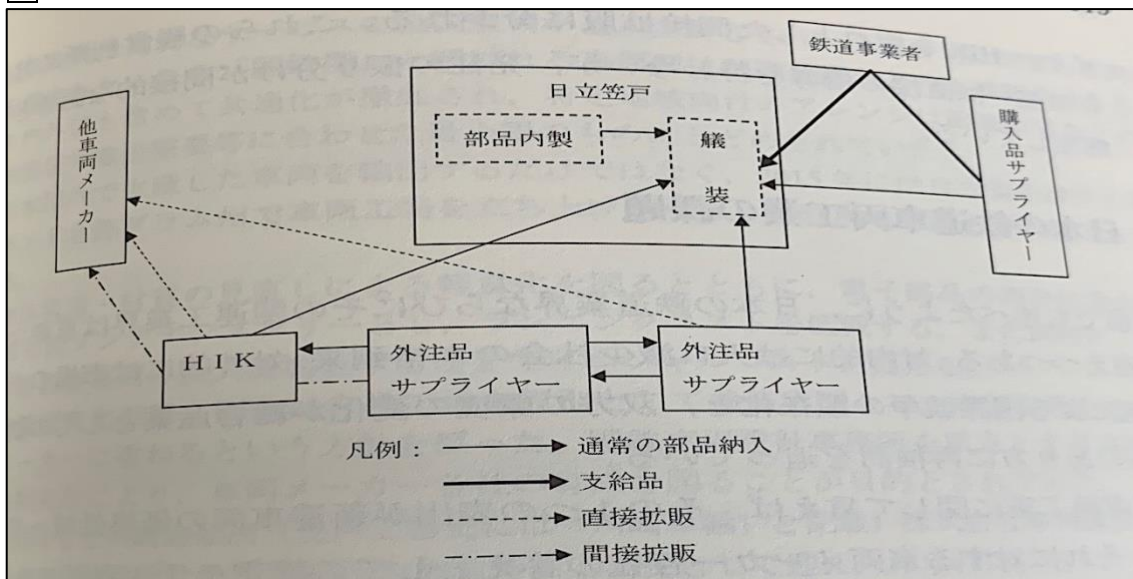 鉄道事業者
日立笠戸
部品内製
艤
装
他車両メーカー
購入品サプライヤー
HIK
外注品
サプライヤー
外注品
サプライヤー
凡例：
通常の部品納入
支給品
直接拡販
間接拡販